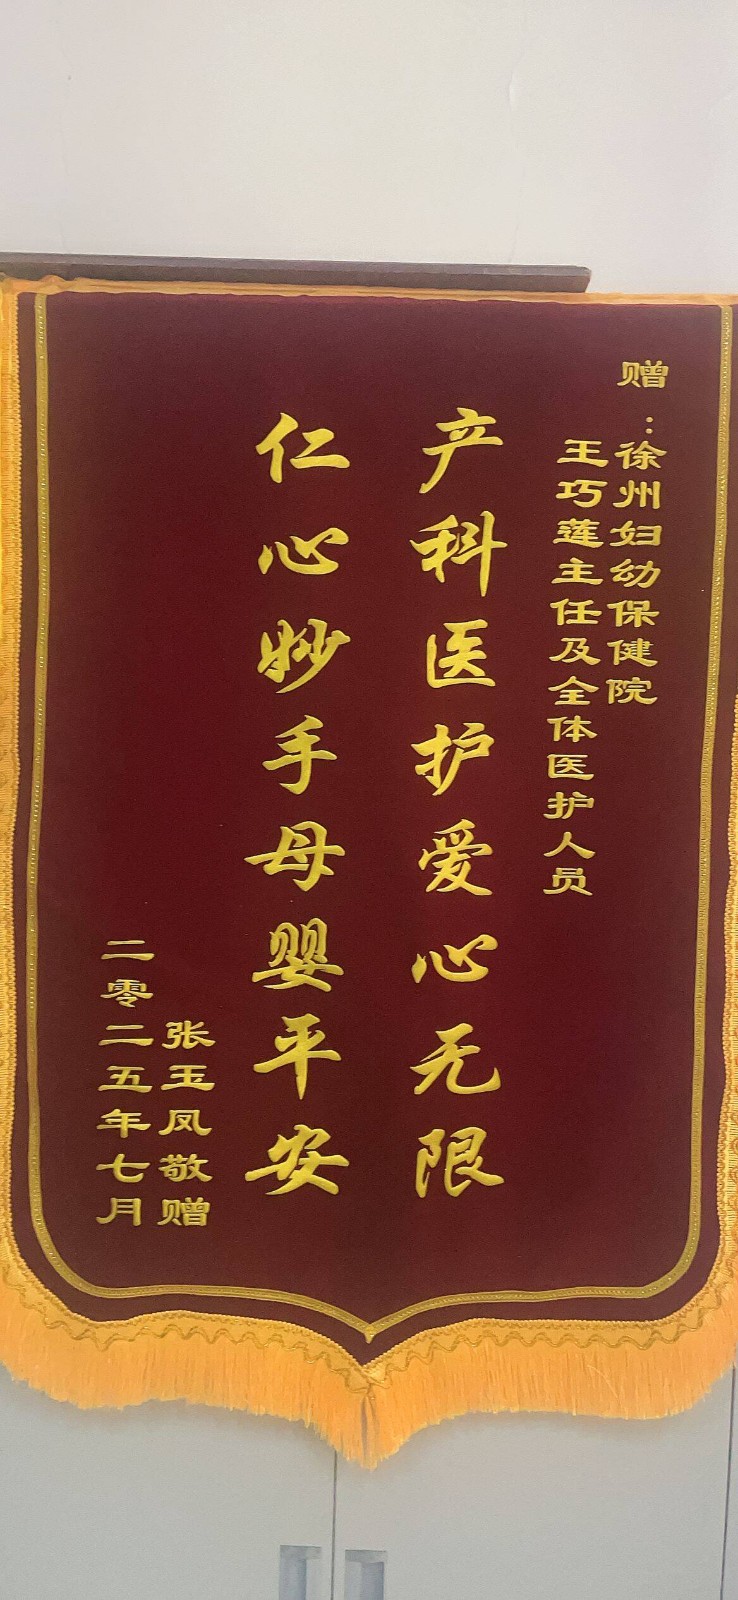 赠：徐州妇幼保健院
王巧莲主任及全体医护人员
产科医护爱心无限
仁心妙手母婴平安
张玉凤敬赠
二零二五年七月